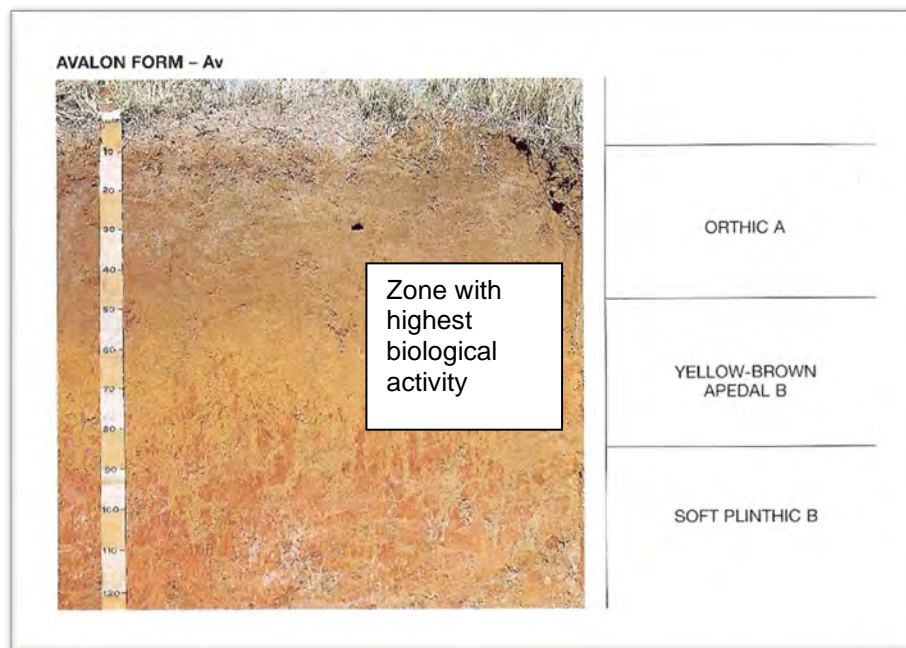 AVALON FORM – Av
10
20
30
40
50
60
70
80
90
100
110
120
Zone with
highest
biological
activity
ORTHIC A
YELLOW-BROWN
APEDAL B
SOFT PLINTHIC B